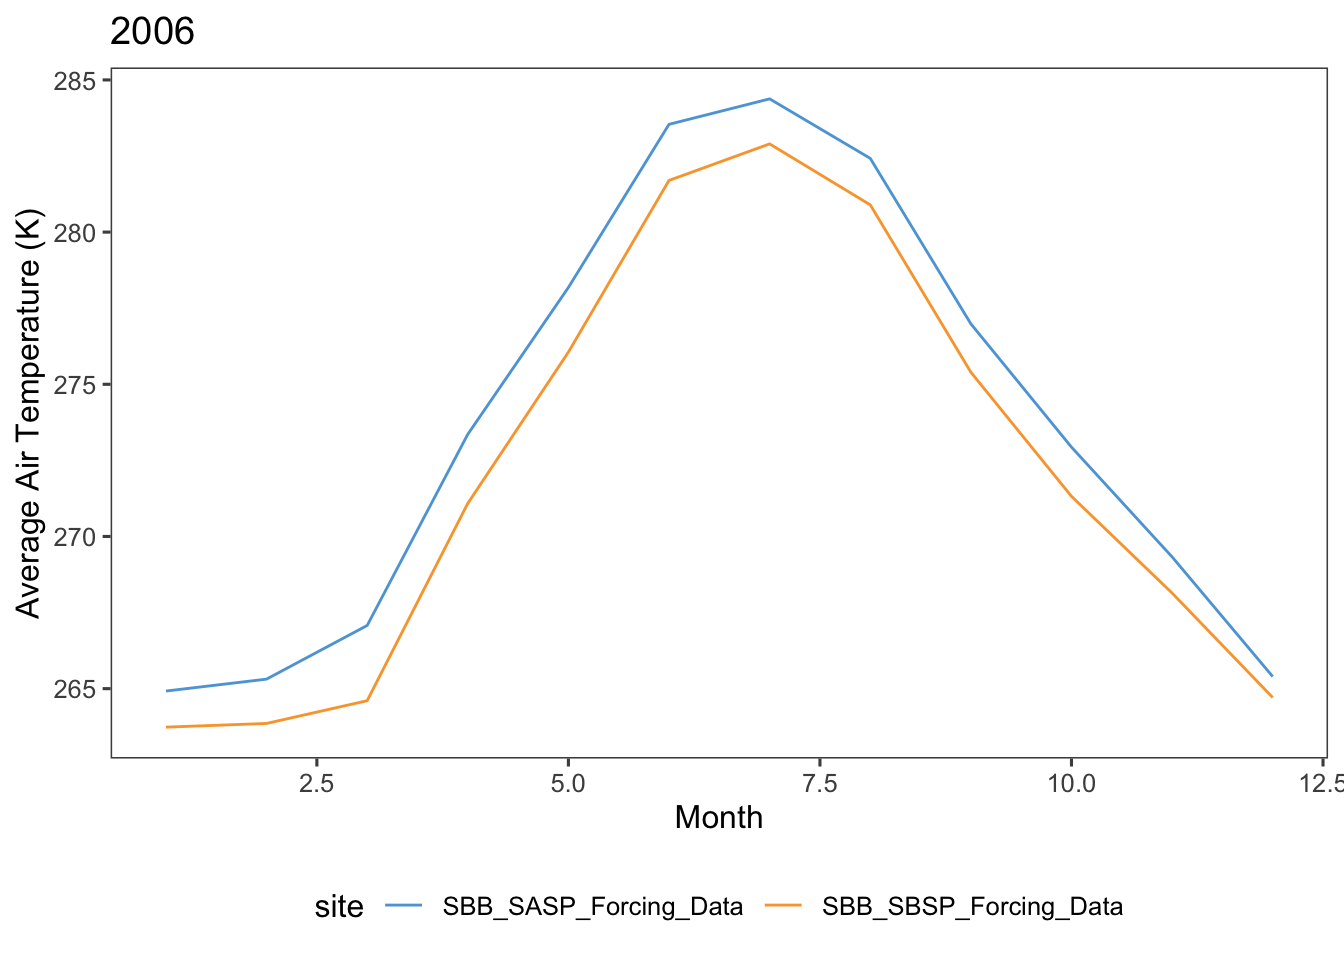 2006
Average Air Temperature (K)
285
280
275
270
265
2.5 5.0 7.5 10.0 12.5
Month
site SBB_SASP_Forcing_Data SBB_SBSP_Forcing_Data